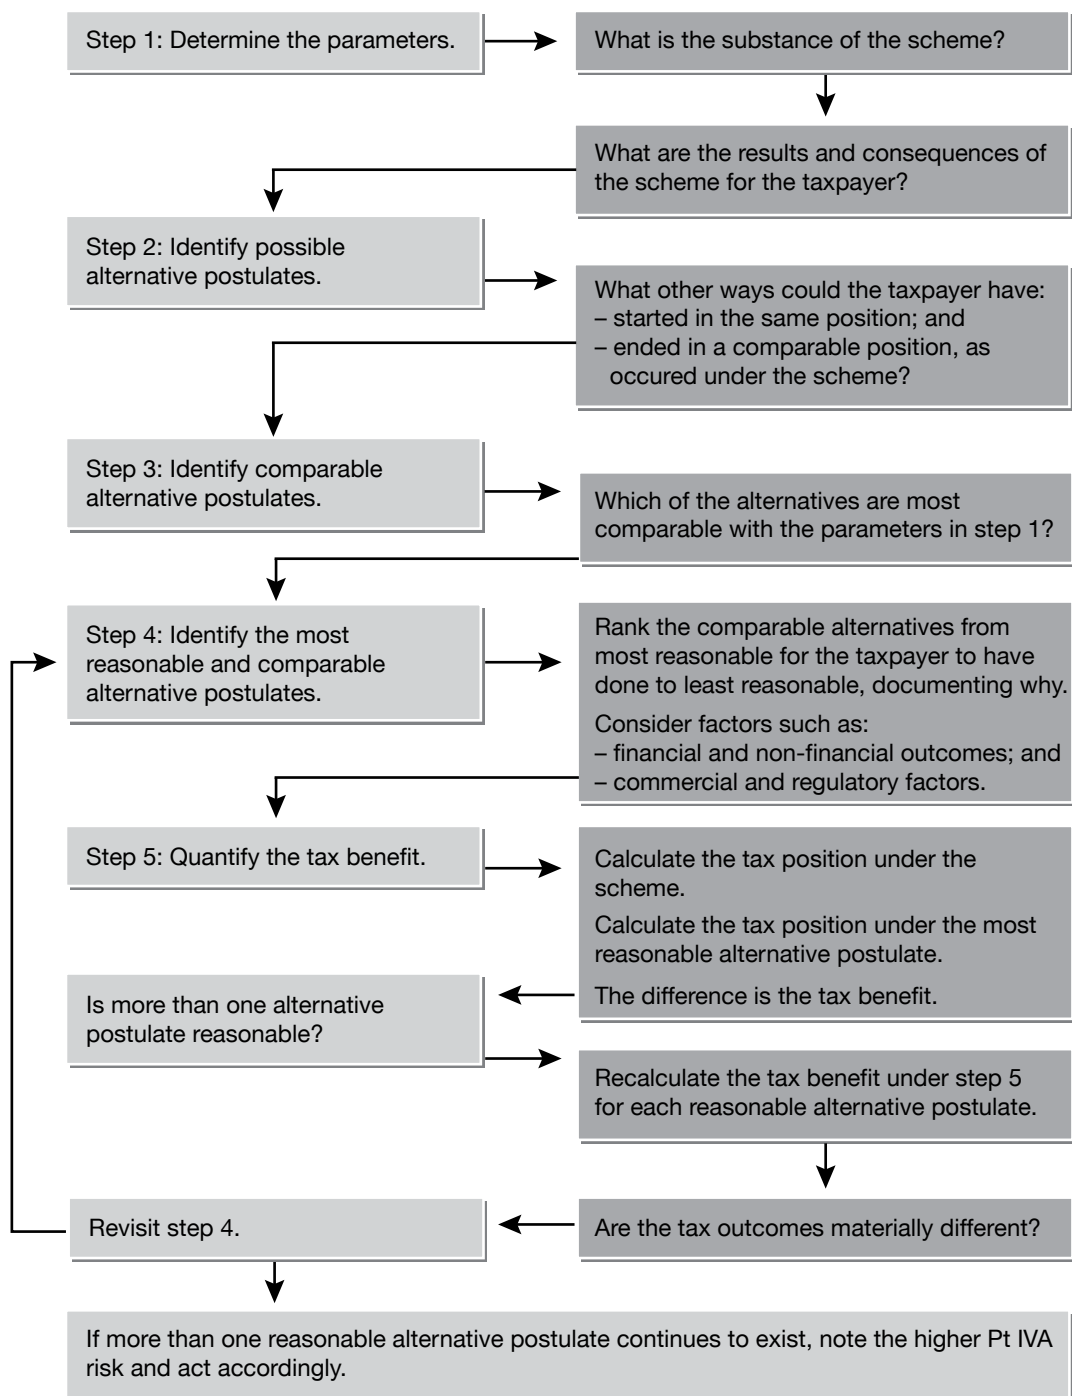 Step 1: Determine the parameters.
What is the substance of the scheme?
What are the results and consequences of
the scheme for the taxpayer?
Step 2: Identify possible
alternative postulates.
What other ways could the taxpayer have:
– started in the same position; and
– ended in a comparable position, as
occured under the scheme?
Step 3: Identify comparable
alternative postulates.
Which of the alternatives are most
comparable with the parameters in step 1?
Step 4: Identify the most
reasonable and comparable
alternative postulates.
Rank the comparable alternatives from
most reasonable for the taxpayer to have
done to least reasonable, documenting why.
Consider factors such as:
– financial and non-financial outcomes; and
– commercial and regulatory factors.
Step 5: Quantify the tax benefit.
Calculate the tax position under the
scheme.
Calculate the tax position under the most
reasonable alternative postulate.
The difference is the tax benefit.
Is more than one alternative
postulate reasonable?
Recalculate the tax benefit under step 5
for each reasonable alternative postulate.
Are the tax outcomes materially different?
Revisit step 4.
If more than one reasonable alternative postulate continues to exist, note the higher Pt IVA
risk and act accordingly.